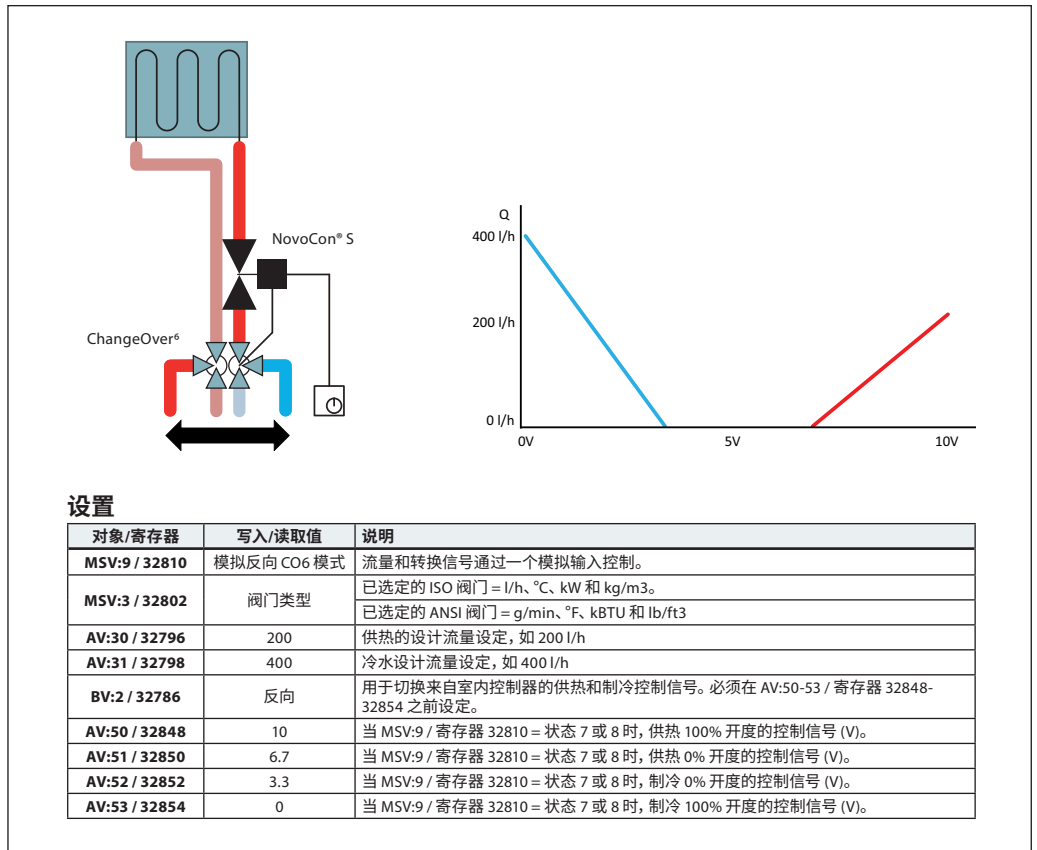 NovoCon® S
ChangeOver⁶
Q
400 l/h
200 l/h
0 l/h
0V
5V
10V
设置
对象/寄存器 写入/读取值 说明
MSV:9 / 32810 模拟反向 CO6 模式 流量和转换信号通过一个模拟输入控制。
MSV:3 / 32802 阀门类型 已选定的 ISO 阀门 = l/h、°C、kW 和 kg/m3。
已选定的 ANSI 阀门 = g/min、°F、kBTU 和 lb/ft3
AV:30 / 32796 200 供热的设计流量设定，如 200 l/h
AV:31 / 32798 400 冷水设计流量设定，如 400 l/h
BV:2 / 32786 反向 用于切换来自室内控制器的供热和制冷控制信号。必须在 AV:50-53 / 寄存器 32848-
32854 之前设定。
AV:50 / 32848 10 当 MSV:9 / 寄存器 32810 = 状态 7 或 8 时，供热 100% 开度的控制信号 (V)。
AV:51 / 32850 6.7 当 MSV:9 / 寄存器 32810 = 状态 7 或 8 时，供热 0% 开度的控制信号 (V)。
AV:52 / 32852 3.3 当 MSV:9 / 寄存器 32810 = 状态 7 或 8 时，制冷 0% 开度的控制信号 (V)。
AV:53 / 32854 0 当 MSV:9 / 寄存器 32810 = 状态 7 或 8 时，制冷 100% 开度的控制信号 (V)。